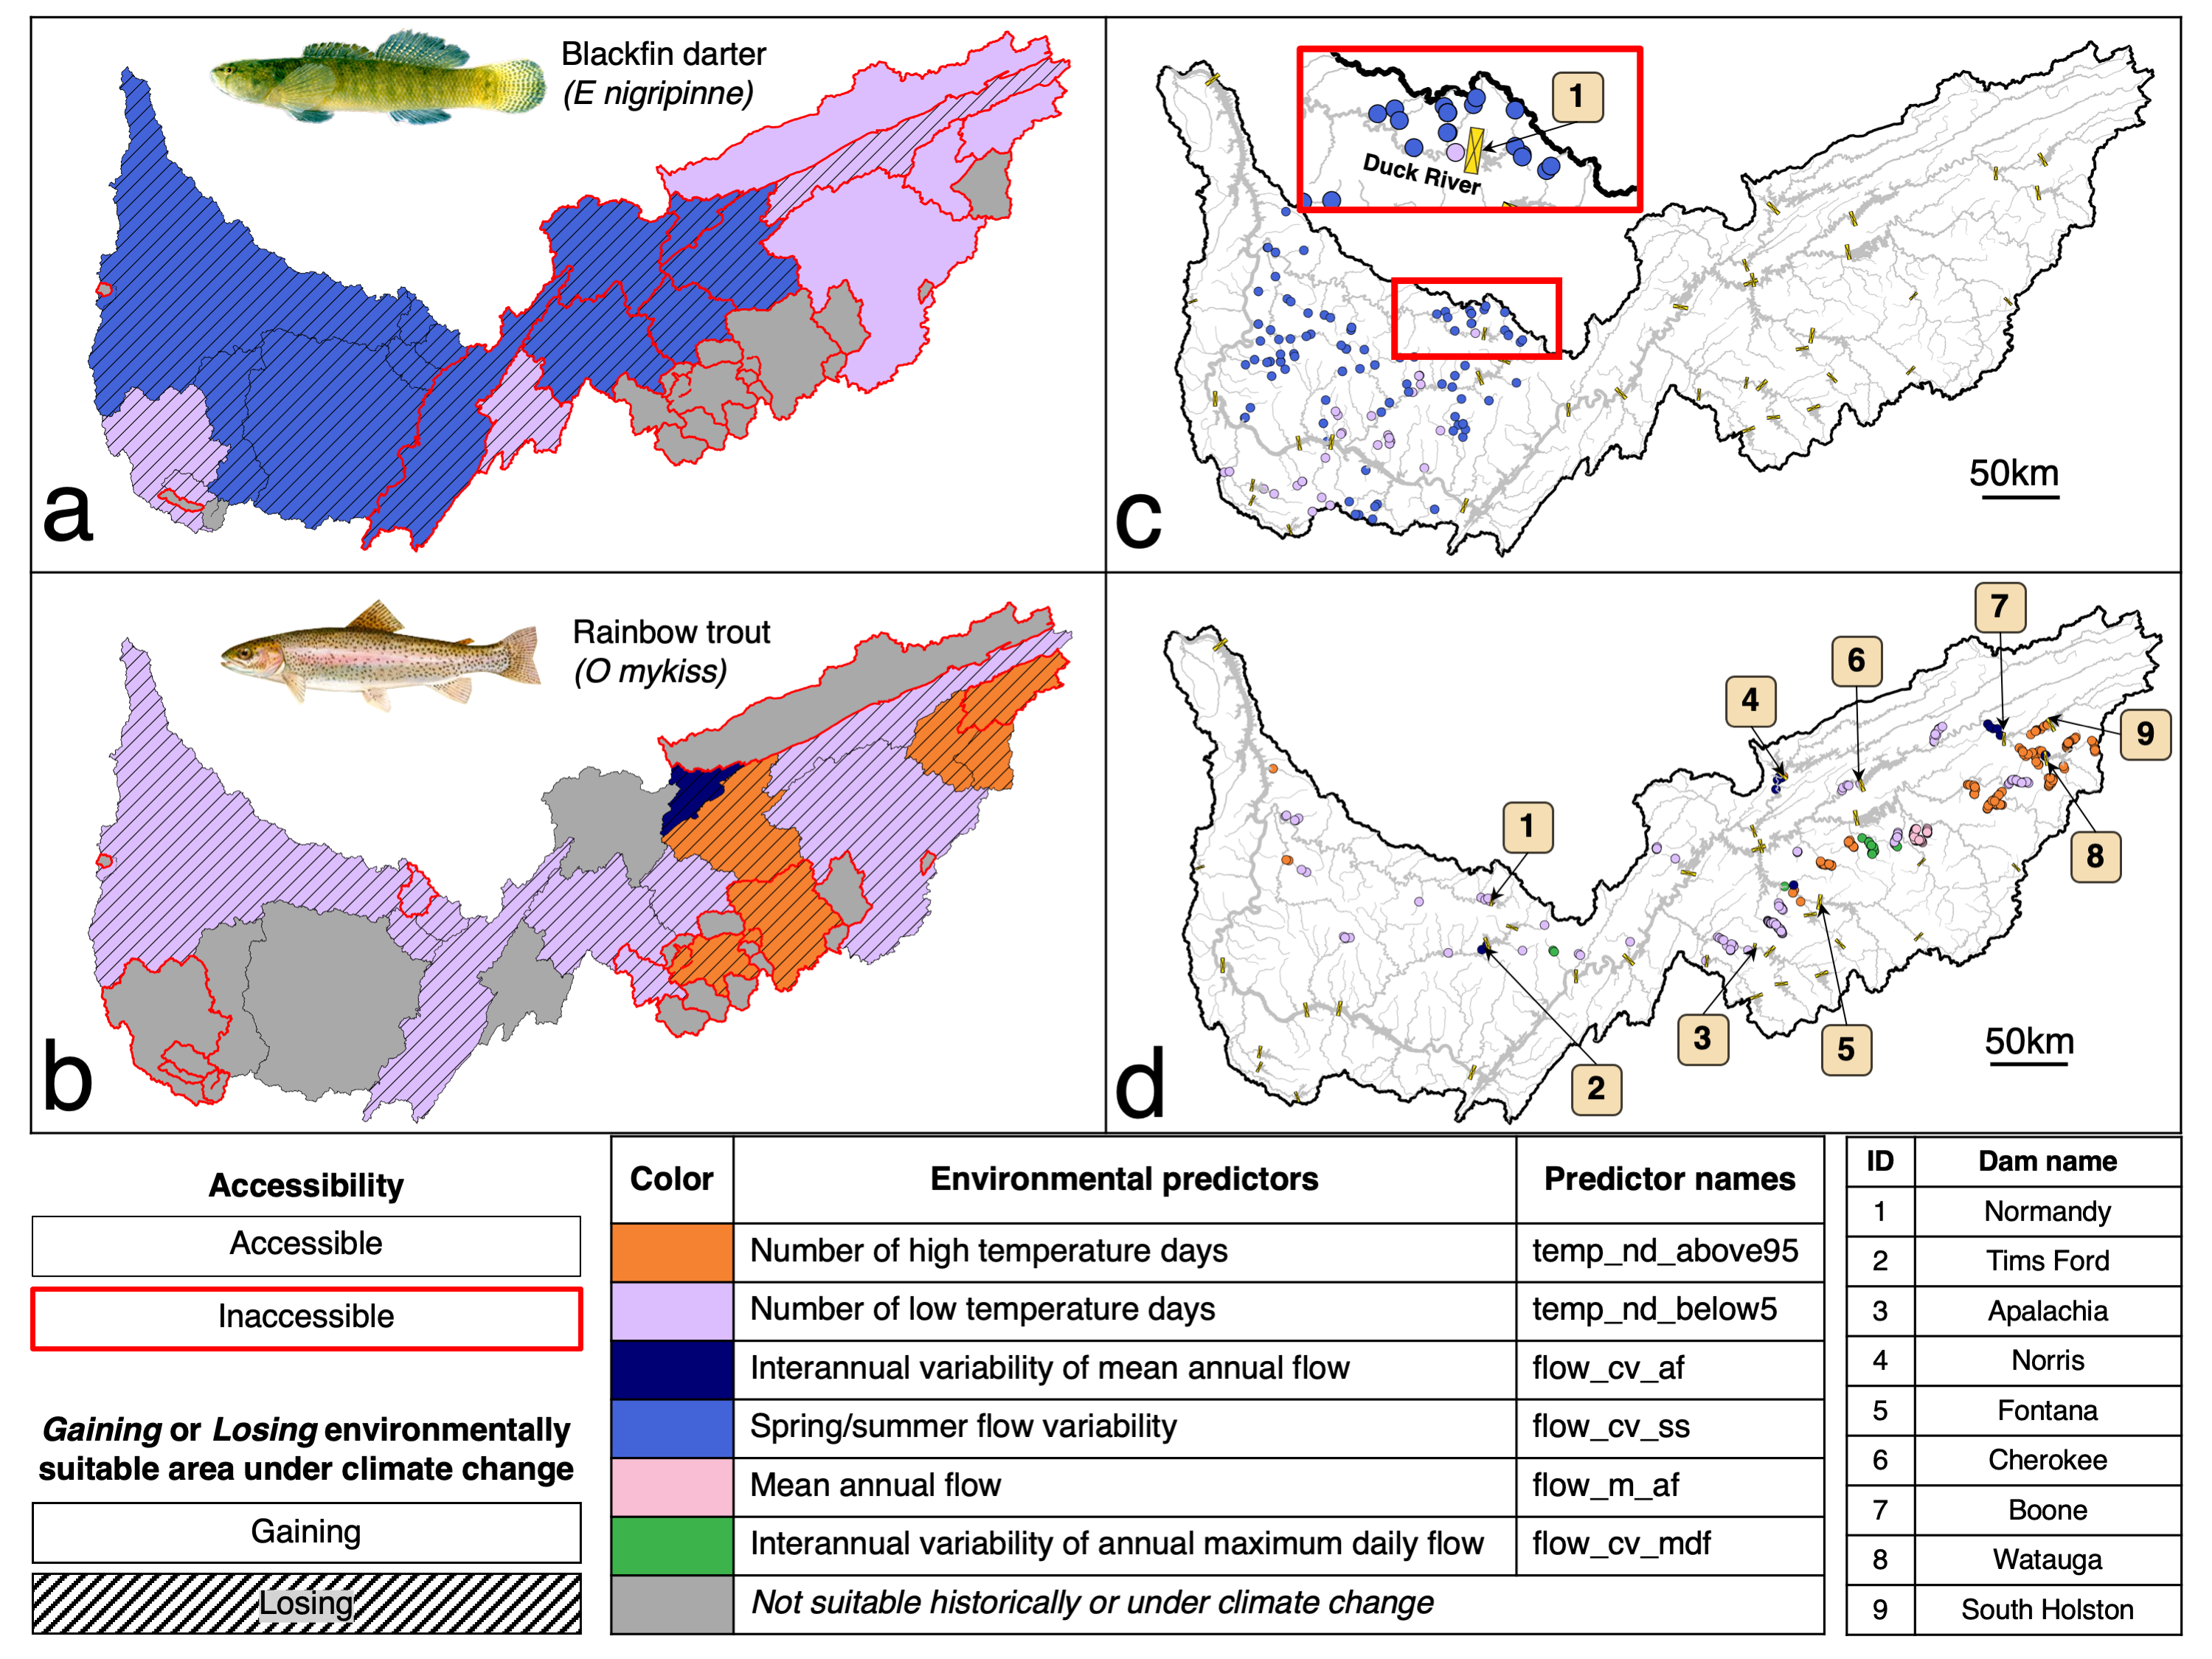 Blackfin darter
(E nigripinne)
a
1
Duck River
50km
c
Rainbow trout
(O mykiss)
b
7
6
4
9
1
8
3
5
2
50km
d
Accessibility
Accessible
Inaccessible
Gaining or Losing environmentally
suitable area under climate change
Gaining
Losing
Color Environmental predictors Predictor names
Number of high temperature days temp_nd_above95
Number of low temperature days temp_nd_below5
Interannual variability of mean annual flow flow_cv_af
Spring/summer flow variability flow_cv_ss
Mean annual flow flow_m_af
Interannual variability of annual maximum daily flow flow_cv_mdf
Not suitable historically or under climate change
ID Dam name
1 Normandy
2 Tims Ford
3 Apalachia
4 Norris
5 Fontana
6 Cherokee
7 Boone
8 Watauga
9 South Holston